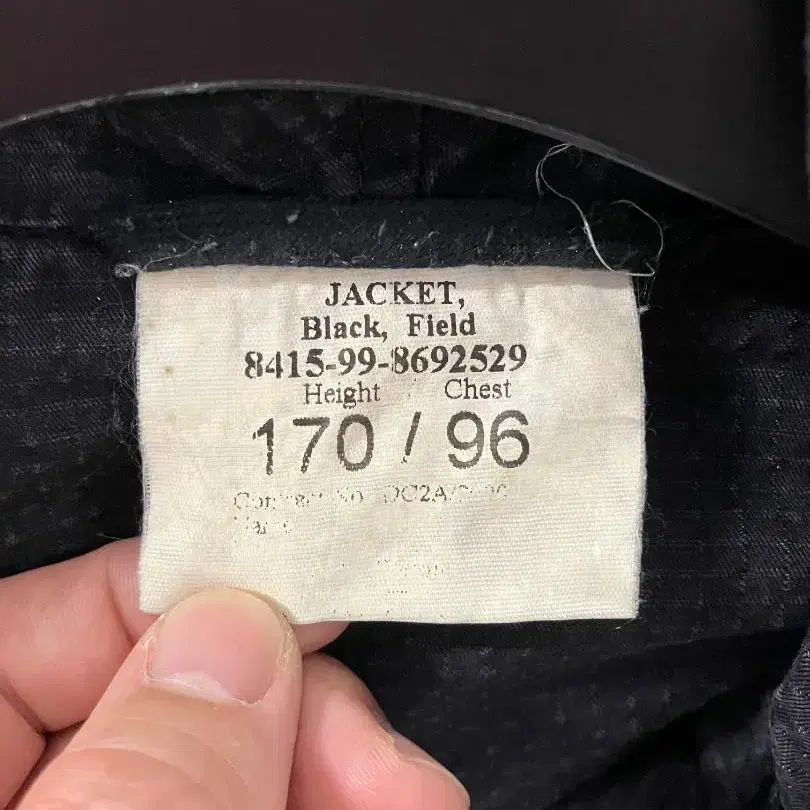 JACKET,
Black, Field
8415-99-8692529
Height Chest
170 / 96